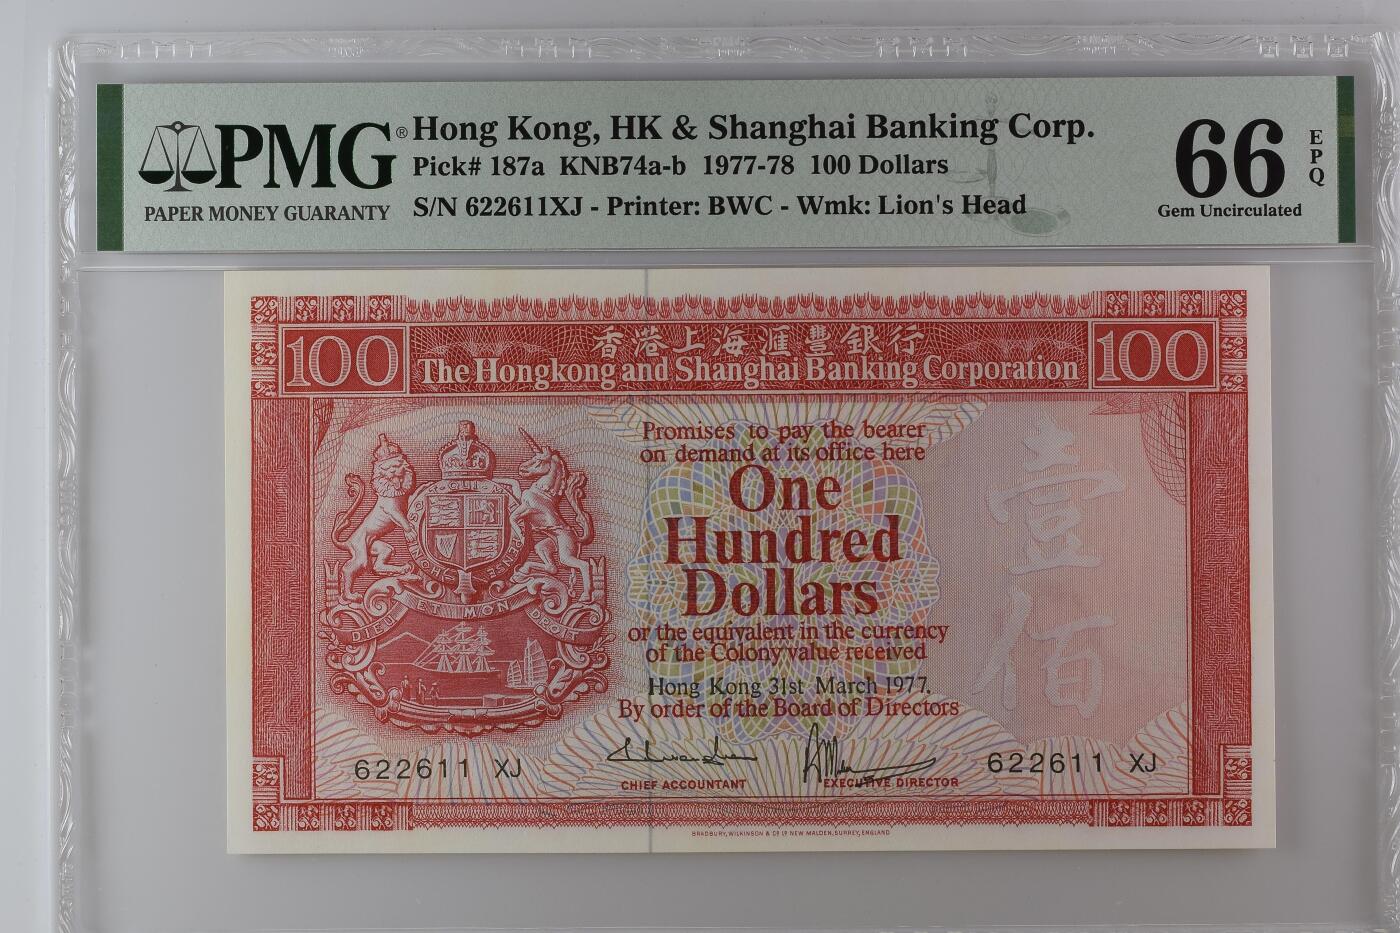 PMG®
PAPER MONEY GUARANTY
Hong Kong, HK & Shanghai Banking Corp.
Pick# 187a KNB74a-b 1977-78 100 Dollars
S/N 622611XJ - Printer: BWC - Wmk: Lion's Head
66 EPQ
Gem Uncirculated
100 香港上海滙豐銀行 100
The Hongkong and Shanghai Banking Corporation
Promises to pay the bearer
on demand at its office here
One
Hundred
Dollars
or the equivalent in the currency
of the Colony value received
Hong Kong 31st March 1977.
By order of the Board of Directors
壹佰
DIEU ET MON DROIT
622611 XJ
CHIEF ACCOUNTANT
EXECUTIVE DIRECTOR
622611 XJ
BRADBURY, WILKINSON & Co Ld NEW MALDEN, SURREY, ENGLAND